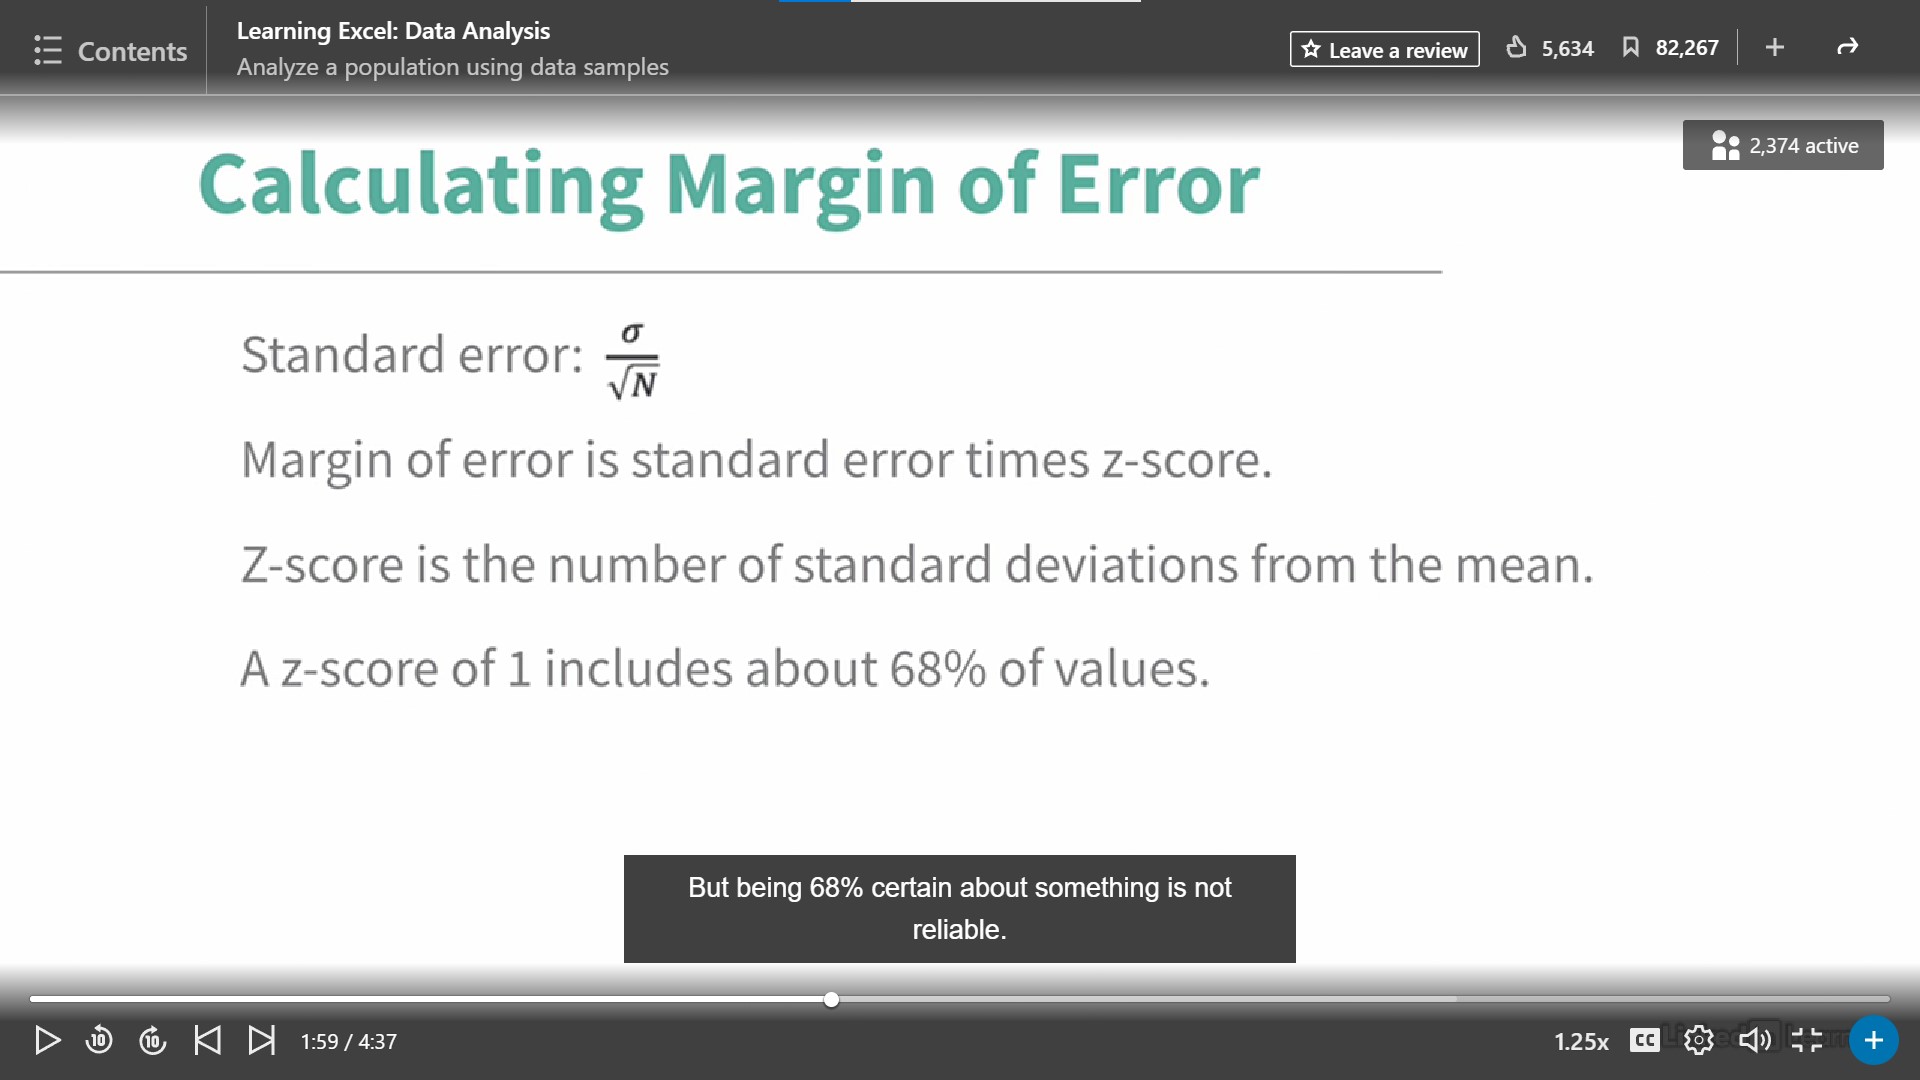 Contents
Learning Excel: Data Analysis
Analyze a population using data samples
Leave a review
5,634
82,267
2,374 active
Calculating Margin of Error
Standard error: σ/√N
Margin of error is standard error times z-score.
Z-score is the number of standard deviations from the mean.
A z-score of 1 includes about 68% of values.
But being 68% certain about something is not
reliable.
10
10
1:59 / 4:37
1.25x
CC